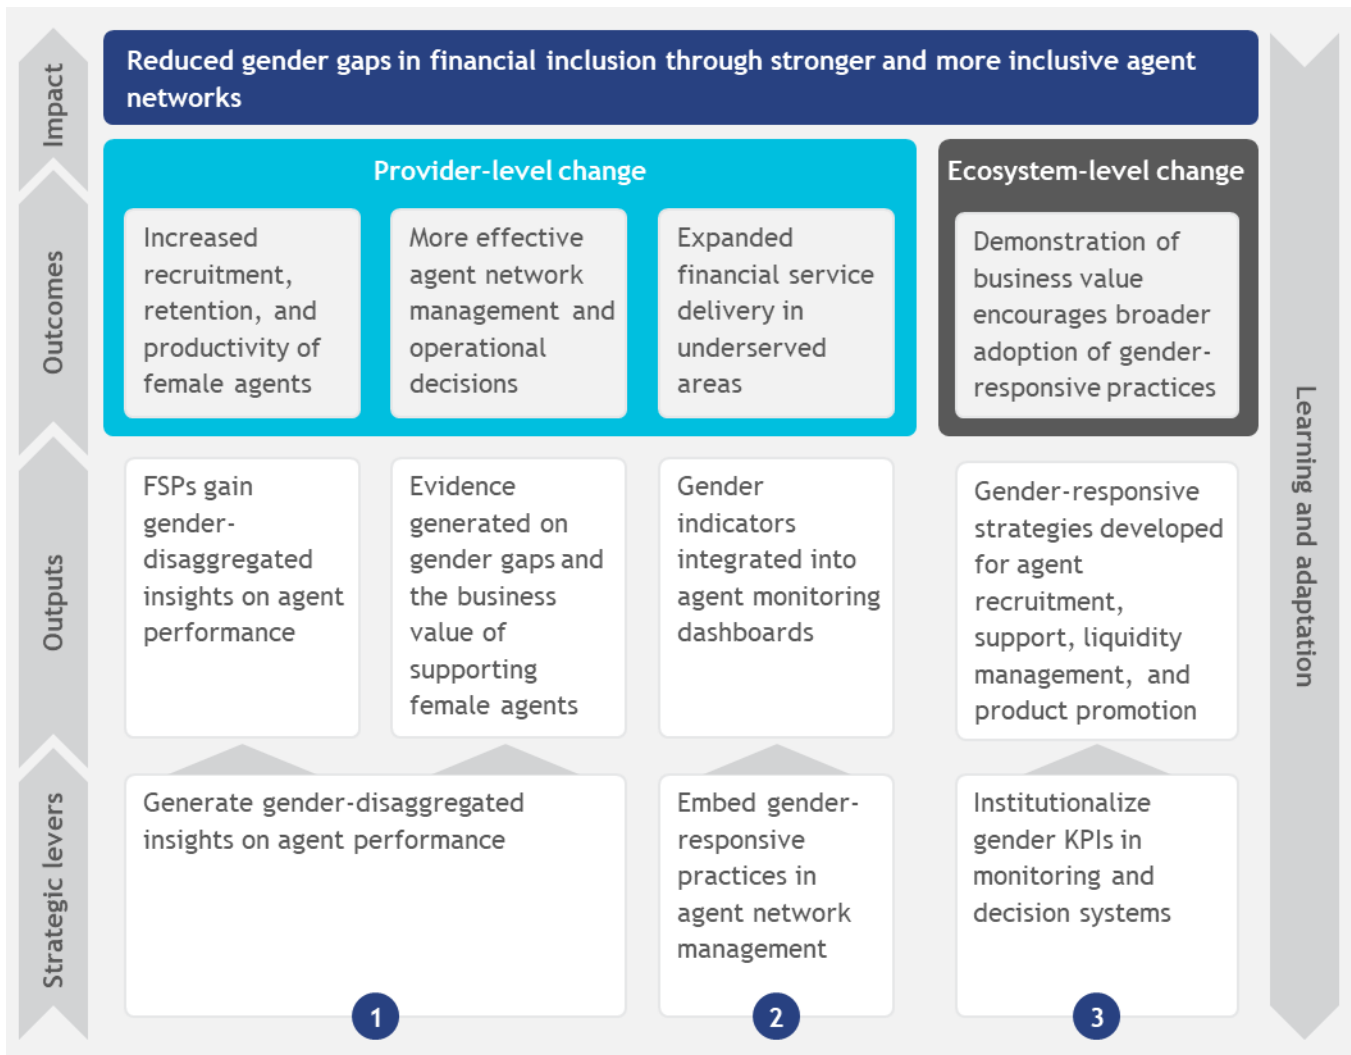 Impact
Reduced gender gaps in financial inclusion through stronger and more inclusive agent
networks
Outcomes
Provider-level change
Increased
recruitment,
retention, and
productivity of
female agents
More effective
agent network
management and
operational
decisions
Expanded
financial service
delivery in
underserved
areas
Ecosystem-level change
Demonstration of
business value
encourages broader
adoption of gender-
responsive practices
Outputs
FSPs gain
gender-
disaggregated
insights on agent
performance
Evidence
generated on
gender gaps and
the business
value of
supporting
female agents
Gender
indicators
integrated into
agent monitoring
dashboards
Gender-responsive
strategies developed
for agent
recruitment,
support, liquidity
management, and
product promotion
Strategic levers
Generate gender-disaggregated
insights on agent performance
1
Embed gender-
responsive
practices in
agent network
management
2
Institutionalize
gender KPIs in
monitoring and
decision systems
3
Learning and adaptation